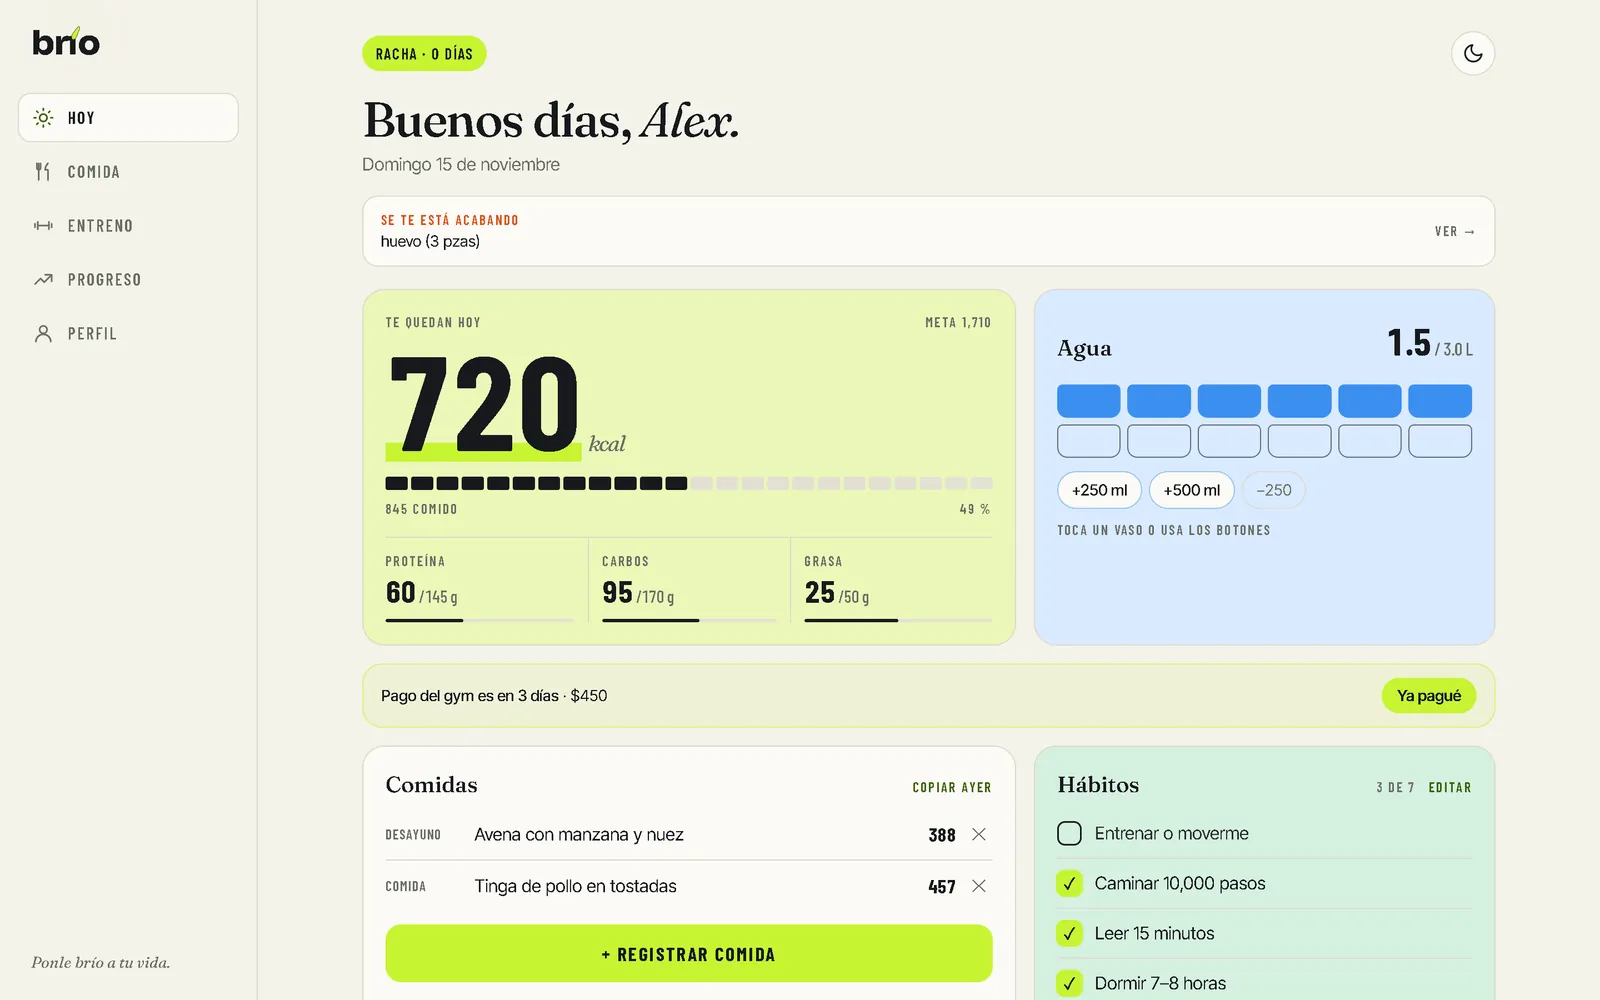 brío
HOY
COMIDA
ENTRENO
PROGRESO
PERFIL
Ponle brío a tu vida.
RACHA · 0 DÍAS
Buenos días, Alex.
Domingo 15 de noviembre
SE TE ESTÁ ACABANDO
huevo (3 pzas)
VER →
TE QUEDAN HOY
META 1,710
720 kcal
845 COMIDO
49 %
PROTEÍNA
60 /145 g
CARBOS
95 /170 g
GRASA
25 /50 g
Agua
1.5 / 3.0 L
+250 ml
+500 ml
−250
TOCA UN VASO O USA LOS BOTONES
Pago del gym es en 3 días · $450
Ya pagué
Comidas
COPIAR AYER
DESAYUNO Avena con manzana y nuez 388
COMIDA Tinga de pollo en tostadas 457
+ REGISTRAR COMIDA
Hábitos
3 DE 7 EDITAR
Entrenar o moverme
Caminar 10,000 pasos
Leer 15 minutos
Dormir 7–8 horas